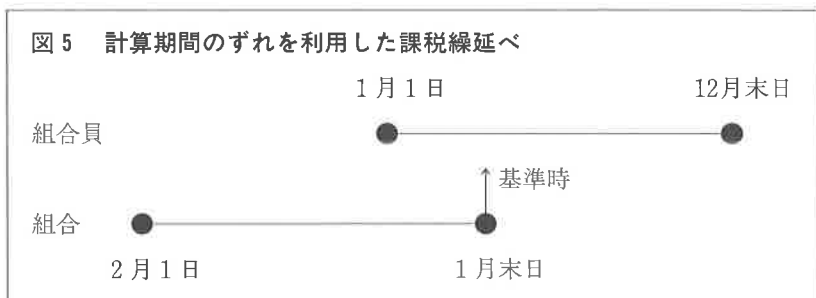 図5 計算期間のずれを利用した課税繰延べ
1月1日 12月末日
組合員
基準時
組合
2月1日 1月末日